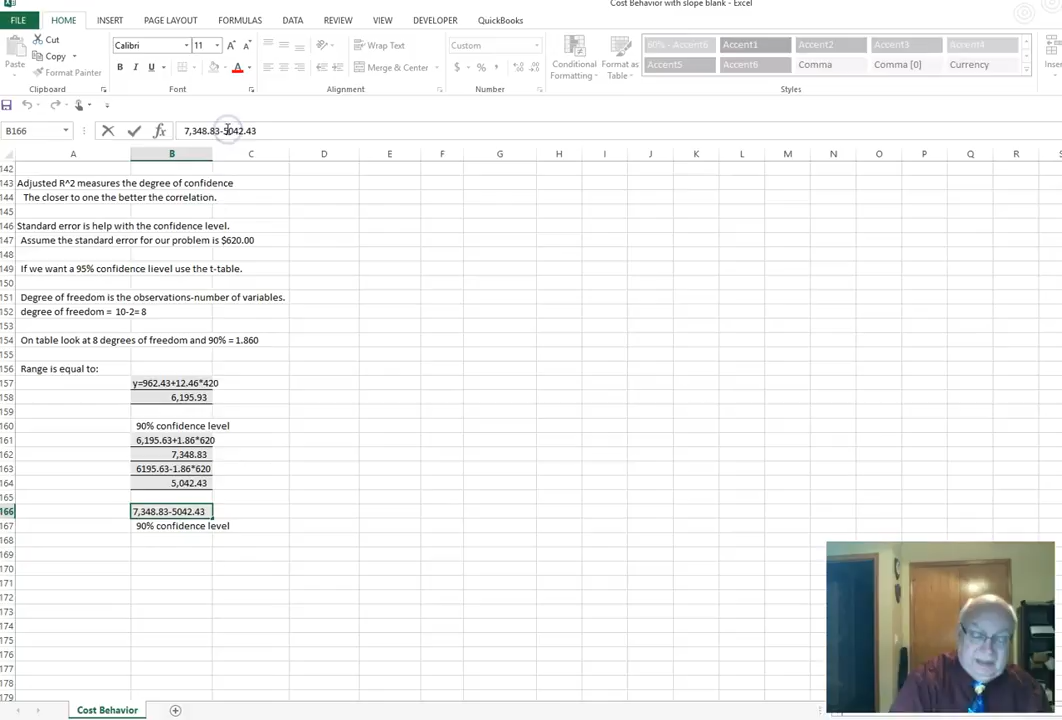 Cost Behavior with slope blank - Excel
FILE HOME INSERT PAGE LAYOUT FORMULAS DATA REVIEW VIEW DEVELOPER QuickBooks
Cut
Copy
Format Painter
Paste
Clipboard
Calibri 11
B I U
Font
Wrap Text
Merge & Center
Alignment
Custom
$ % ,
Number
Conditional Formatting
Format as Table
60% - Accent6 Accent1 Accent2 Accent3 Accent4
Accent5 Accent6 Comma Comma [0] Currency
Styles
B166 fx 7,348.83-5042.43
A B C D E F G H I J K L M N O P Q R
142
143 Adjusted R^2 measures the degree of confidence
144 The closer to one the better the correlation.
145
146 Standard error is help with the confidence level.
147 Assume the standard error for our problem is $620.00
148
149 If we want a 95% confidence lievel use the t-table.
150
151 Degree of freedom is the observations-number of variables.
152 degree of freedom = 10-2= 8
153
154 On table look at 8 degrees of freedom and 90% = 1.860
155
156 Range is equal to:
157 y=962.43+12.46*420
158 6,195.93
159
160 90% confidence level
161 6,195.63+1.86*620
162 7,348.83
163 6195.63-1.86*620
164 5,042.43
165
166 7,348.83-5042.43
167 90% confidence level
168
169
170
171
172
173
174
175
176
177
178
179
Cost Behavior